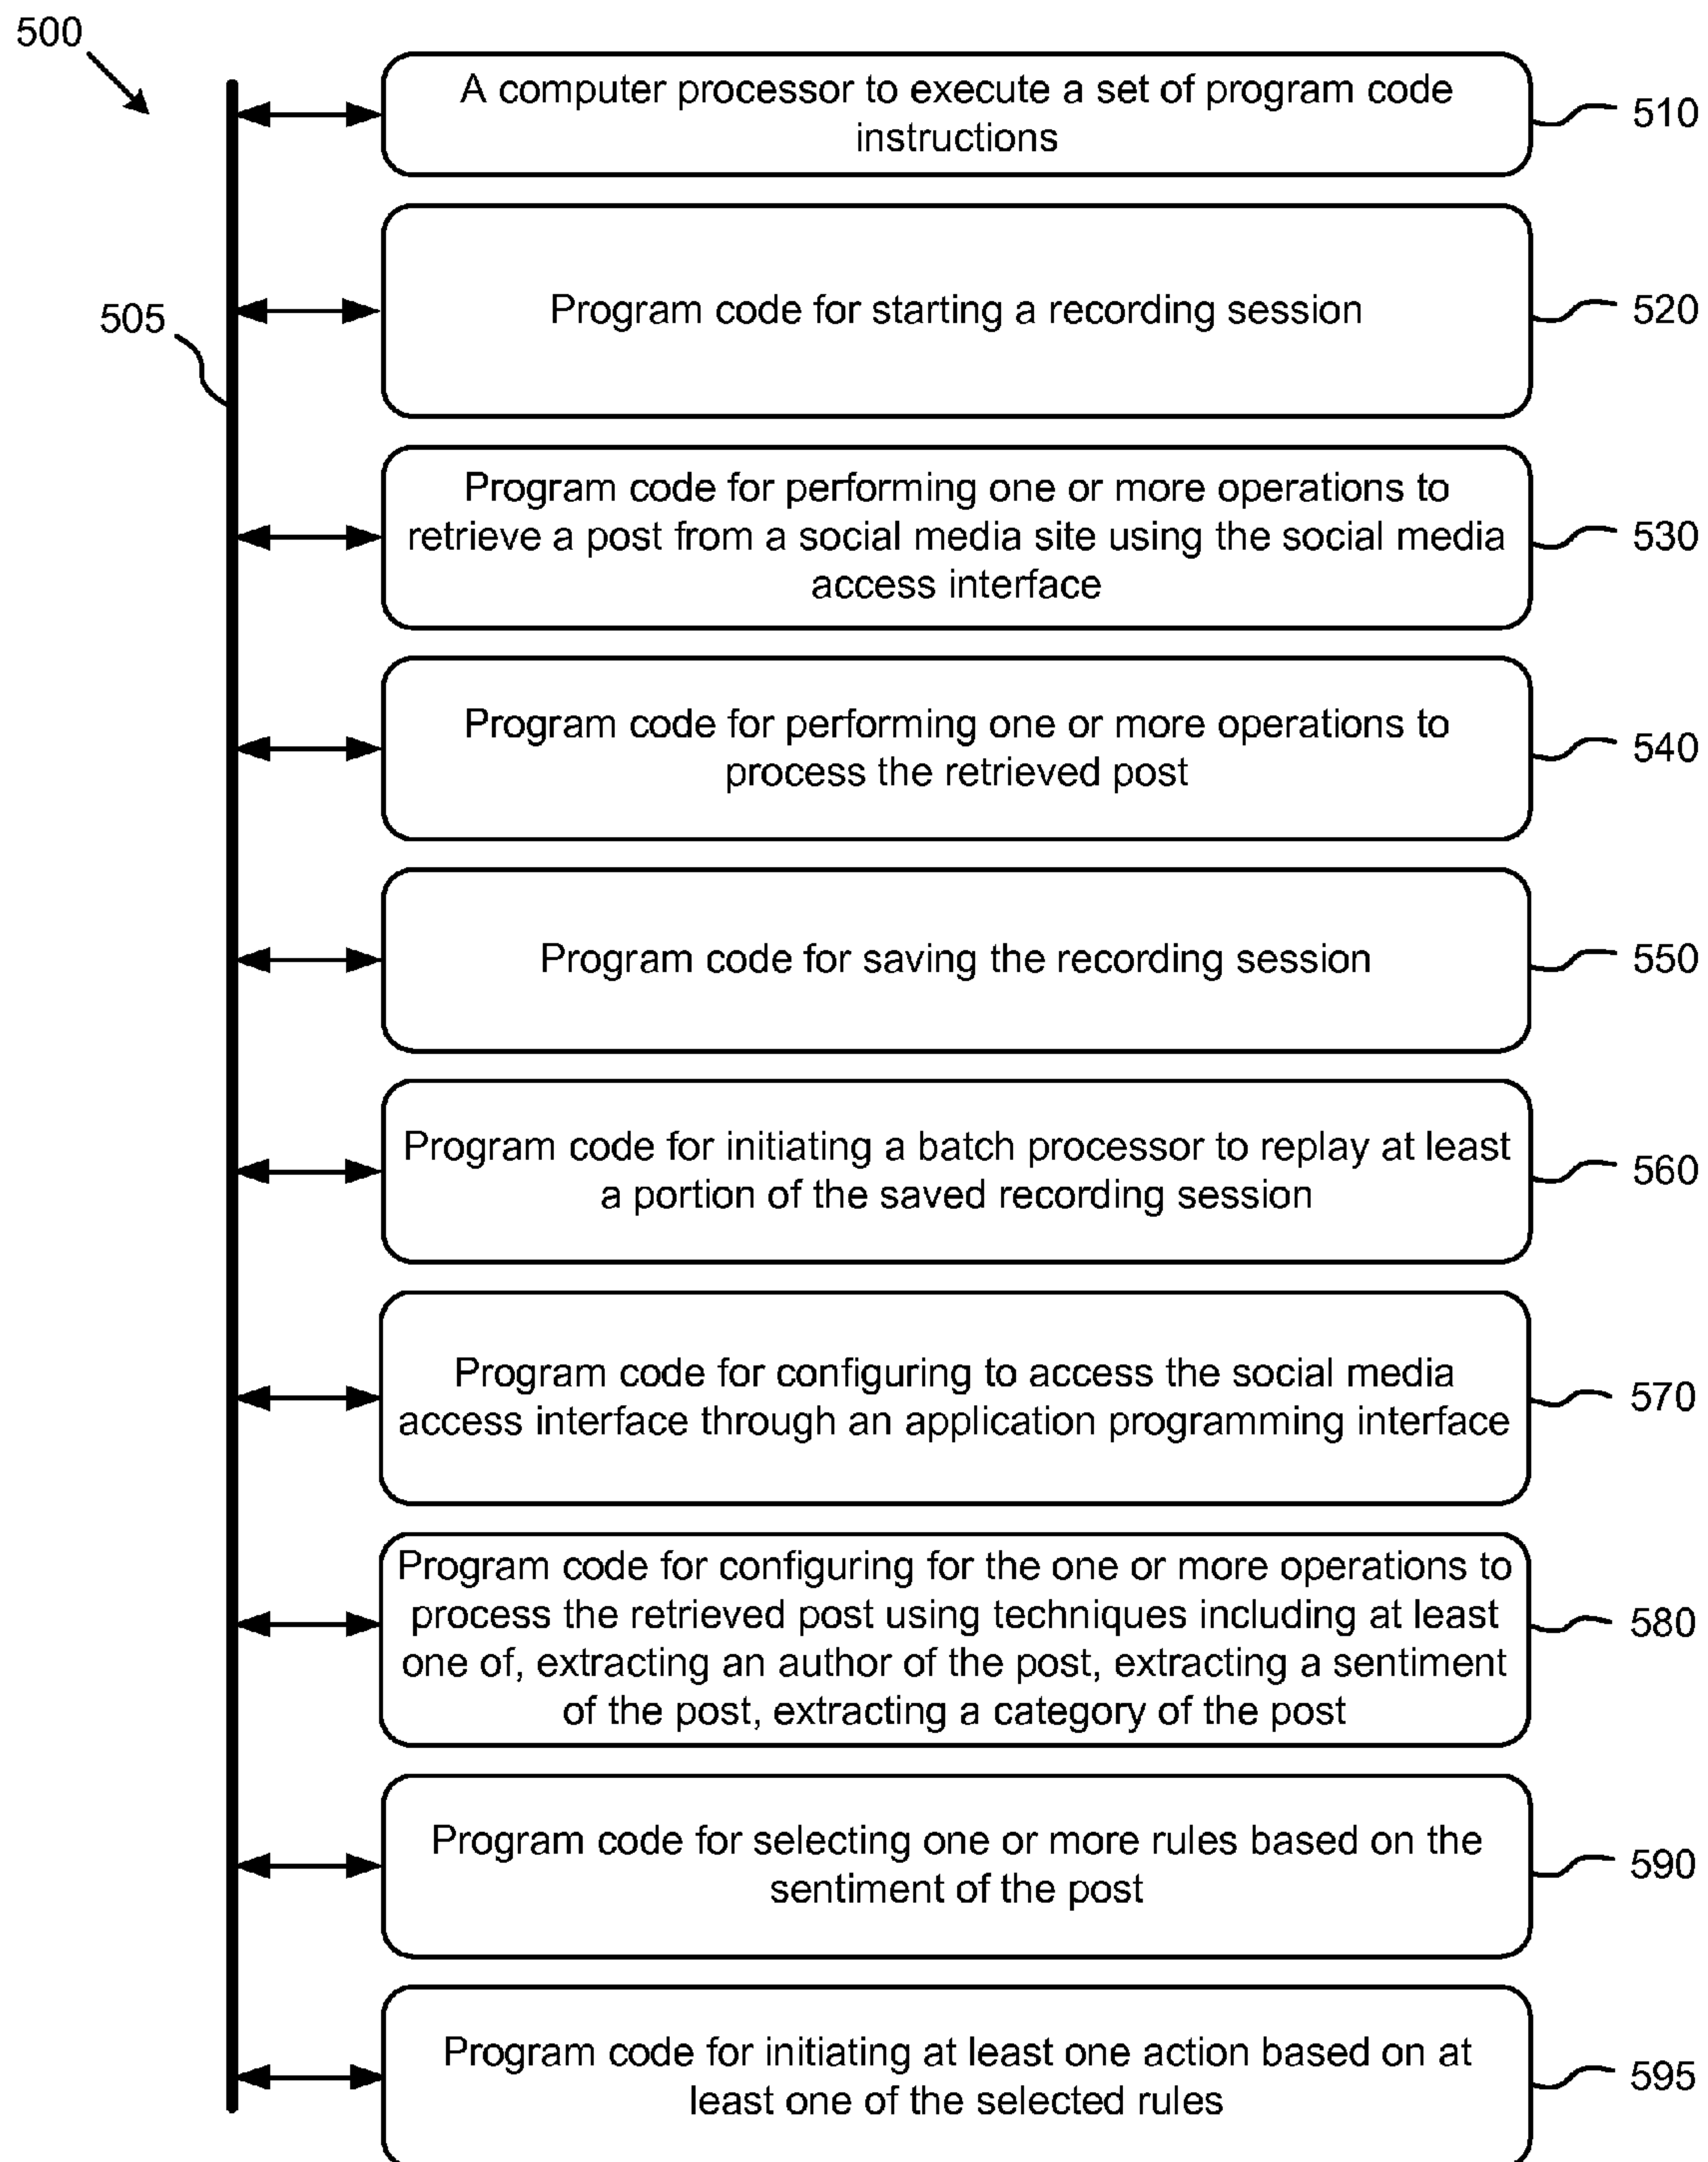 500
A computer processor to execute a set of program code
instructions
510
Program code for starting a recording session
520
505
Program code for performing one or more operations to
retrieve a post from a social media site using the social media
access interface
530
Program code for performing one or more operations to
process the retrieved post
540
Program code for saving the recording session
550
Program code for initiating a batch processor to replay at least
a portion of the saved recording session
560
Program code for configuring to access the social media
access interface through an application programming interface
570
Program code for configuring for the one or more operations to
process the retrieved post using techniques including at least
one of, extracting an author of the post, extracting a sentiment
of the post, extracting a category of the post
580
Program code for selecting one or more rules based on the
sentiment of the post
590
Program code for initiating at least one action based on at
least one of the selected rules
595